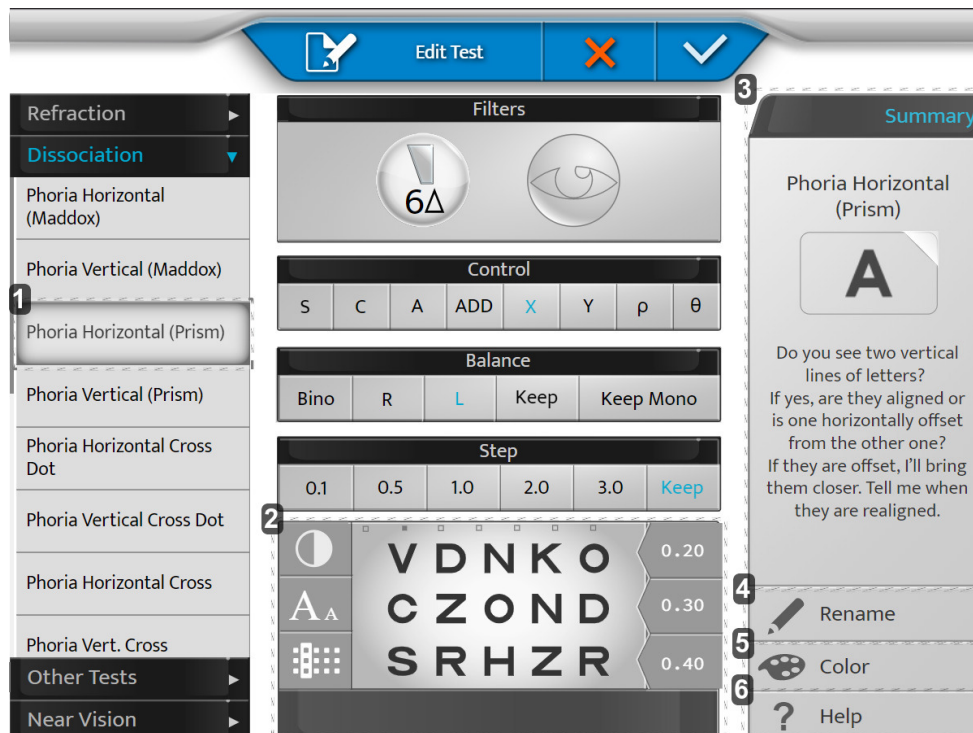 Edit Test
3
Refraction
Dissociation
Phoria Horizontal
(Maddox)
Phoria Vertical (Maddox)
1
Phoria Horizontal (Prism)
Phoria Vertical (Prism)
Phoria Horizontal Cross
Dot
Phoria Vertical Cross Dot
Phoria Horizontal Cross
Phoria Vert. Cross
Other Tests
Near Vision
Filters
6Δ
Control
S C A ADD X Y ρ θ
Balance
Bino R L Keep Keep Mono
Step
0.1 0.5 1.0 2.0 3.0 Keep
2
A A
V D N K O 0.20
C Z O N D 0.30
S R H Z R 0.40
Summary
Phoria Horizontal
(Prism)
A
Do you see two vertical
lines of letters?
If yes, are they aligned or
is one horizontally offset
from the other one?
If they are offset, I'll bring
them closer. Tell me when
they are realigned.
4
Rename
5
Color
6
? Help